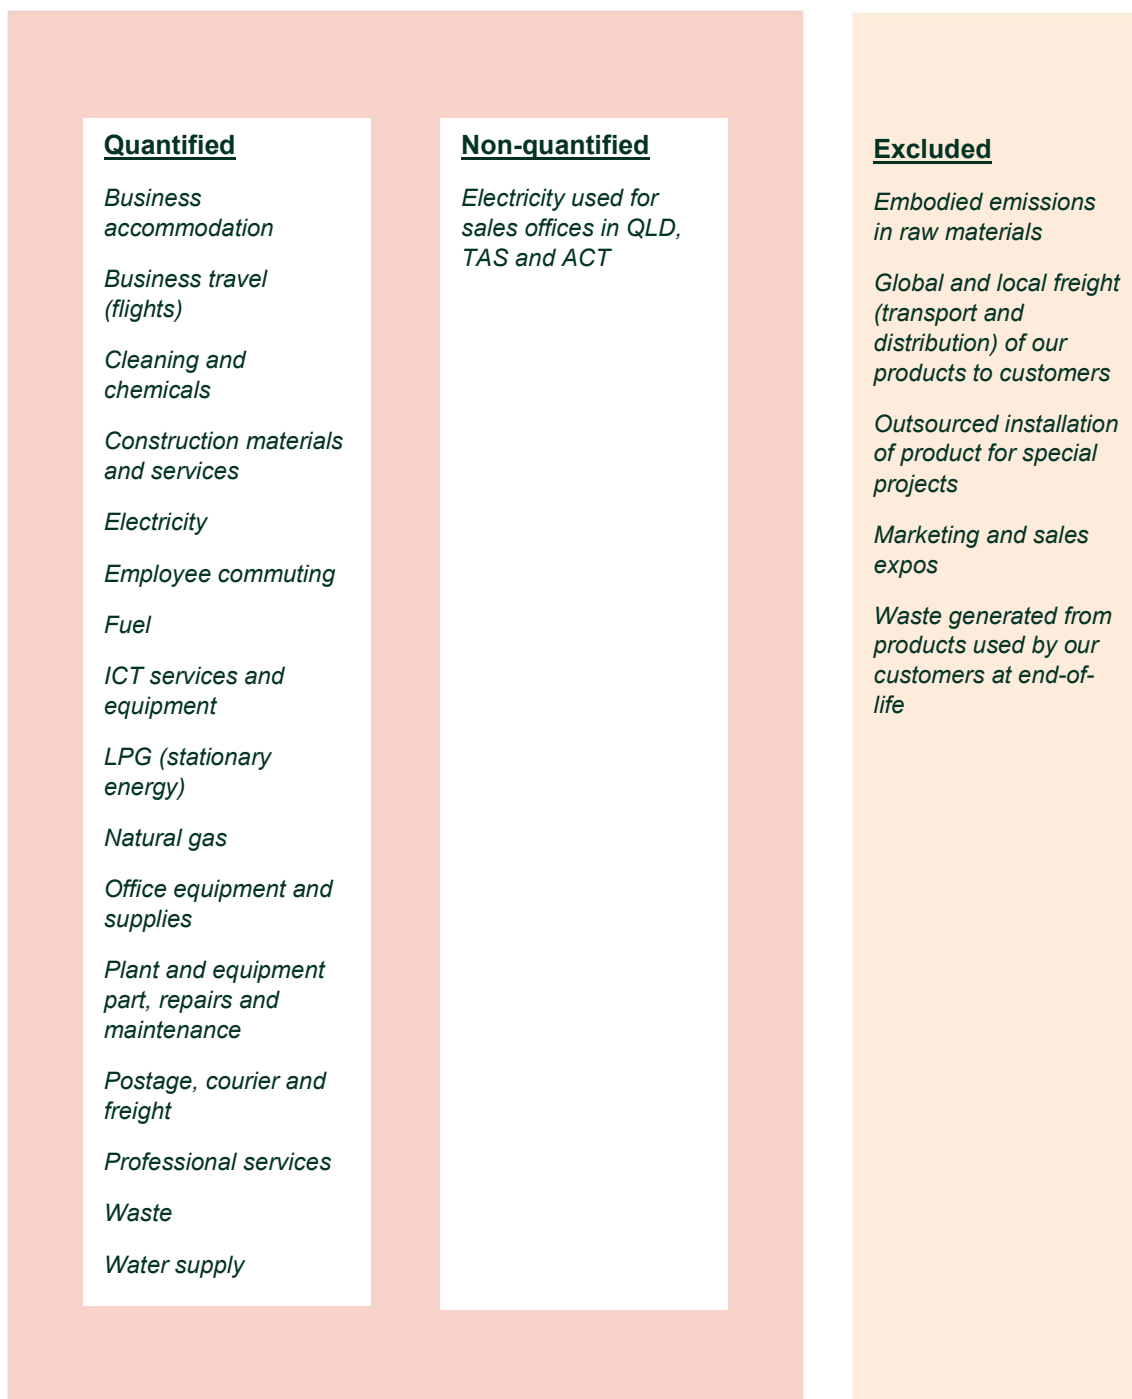 Quantified
Business
accommodation
Business travel
(flights)
Cleaning and
chemicals
Construction materials
and services
Electricity
Employee commuting
Fuel
ICT services and
equipment
LPG (stationary
energy)
Natural gas
Office equipment and
supplies
Plant and equipment
part, repairs and
maintenance
Postage, courier and
freight
Professional services
Waste
Water supply
Non-quantified
Electricity used for
sales offices in QLD,
TAS and ACT
Excluded
Embodied emissions
in raw materials
Global and local freight
(transport and
distribution) of our
products to customers
Outsourced installation
of product for special
projects
Marketing and sales
expos
Waste generated from
products used by our
customers at end-of-
life